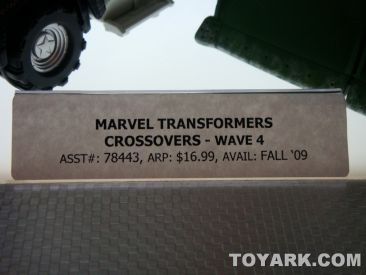 MARVEL TRANSFORMERS
CROSSOVERS - WAVE 4
ASST#: 78443, ARP: $16.99, AVAIL: FALL '09
TOYARK.COM